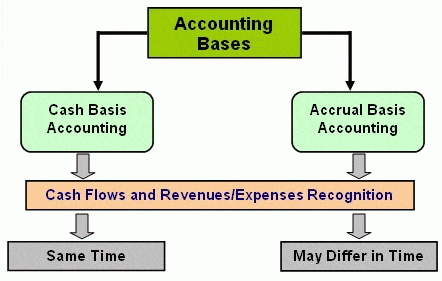 Accounting
Bases
Cash Basis
Accounting
Accrual Basis
Accounting
Cash Flows and Revenues/Expenses Recognition
Same Time
May Differ in Time